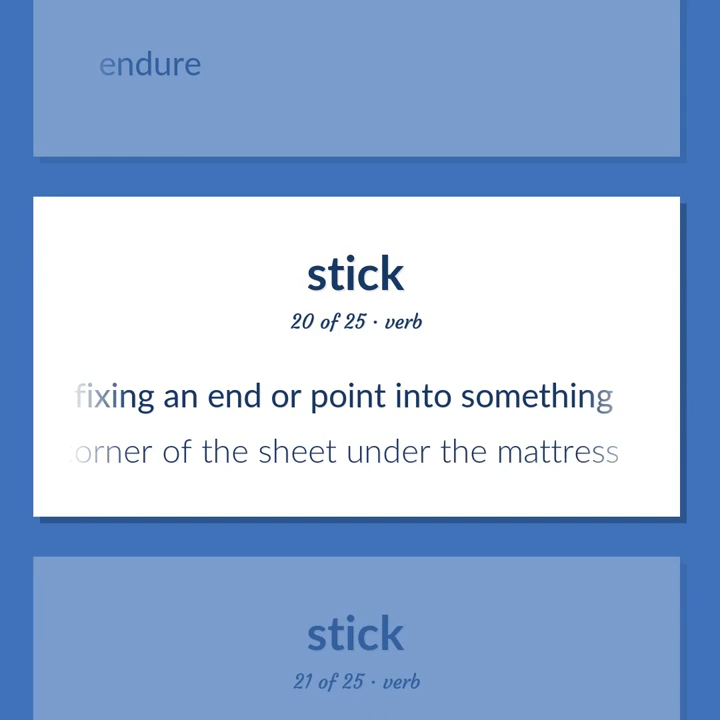 endure
stick
20 of 25 · verb
fixing an end or point into something
corner of the sheet under the mattress
stick
21 of 25 · verb